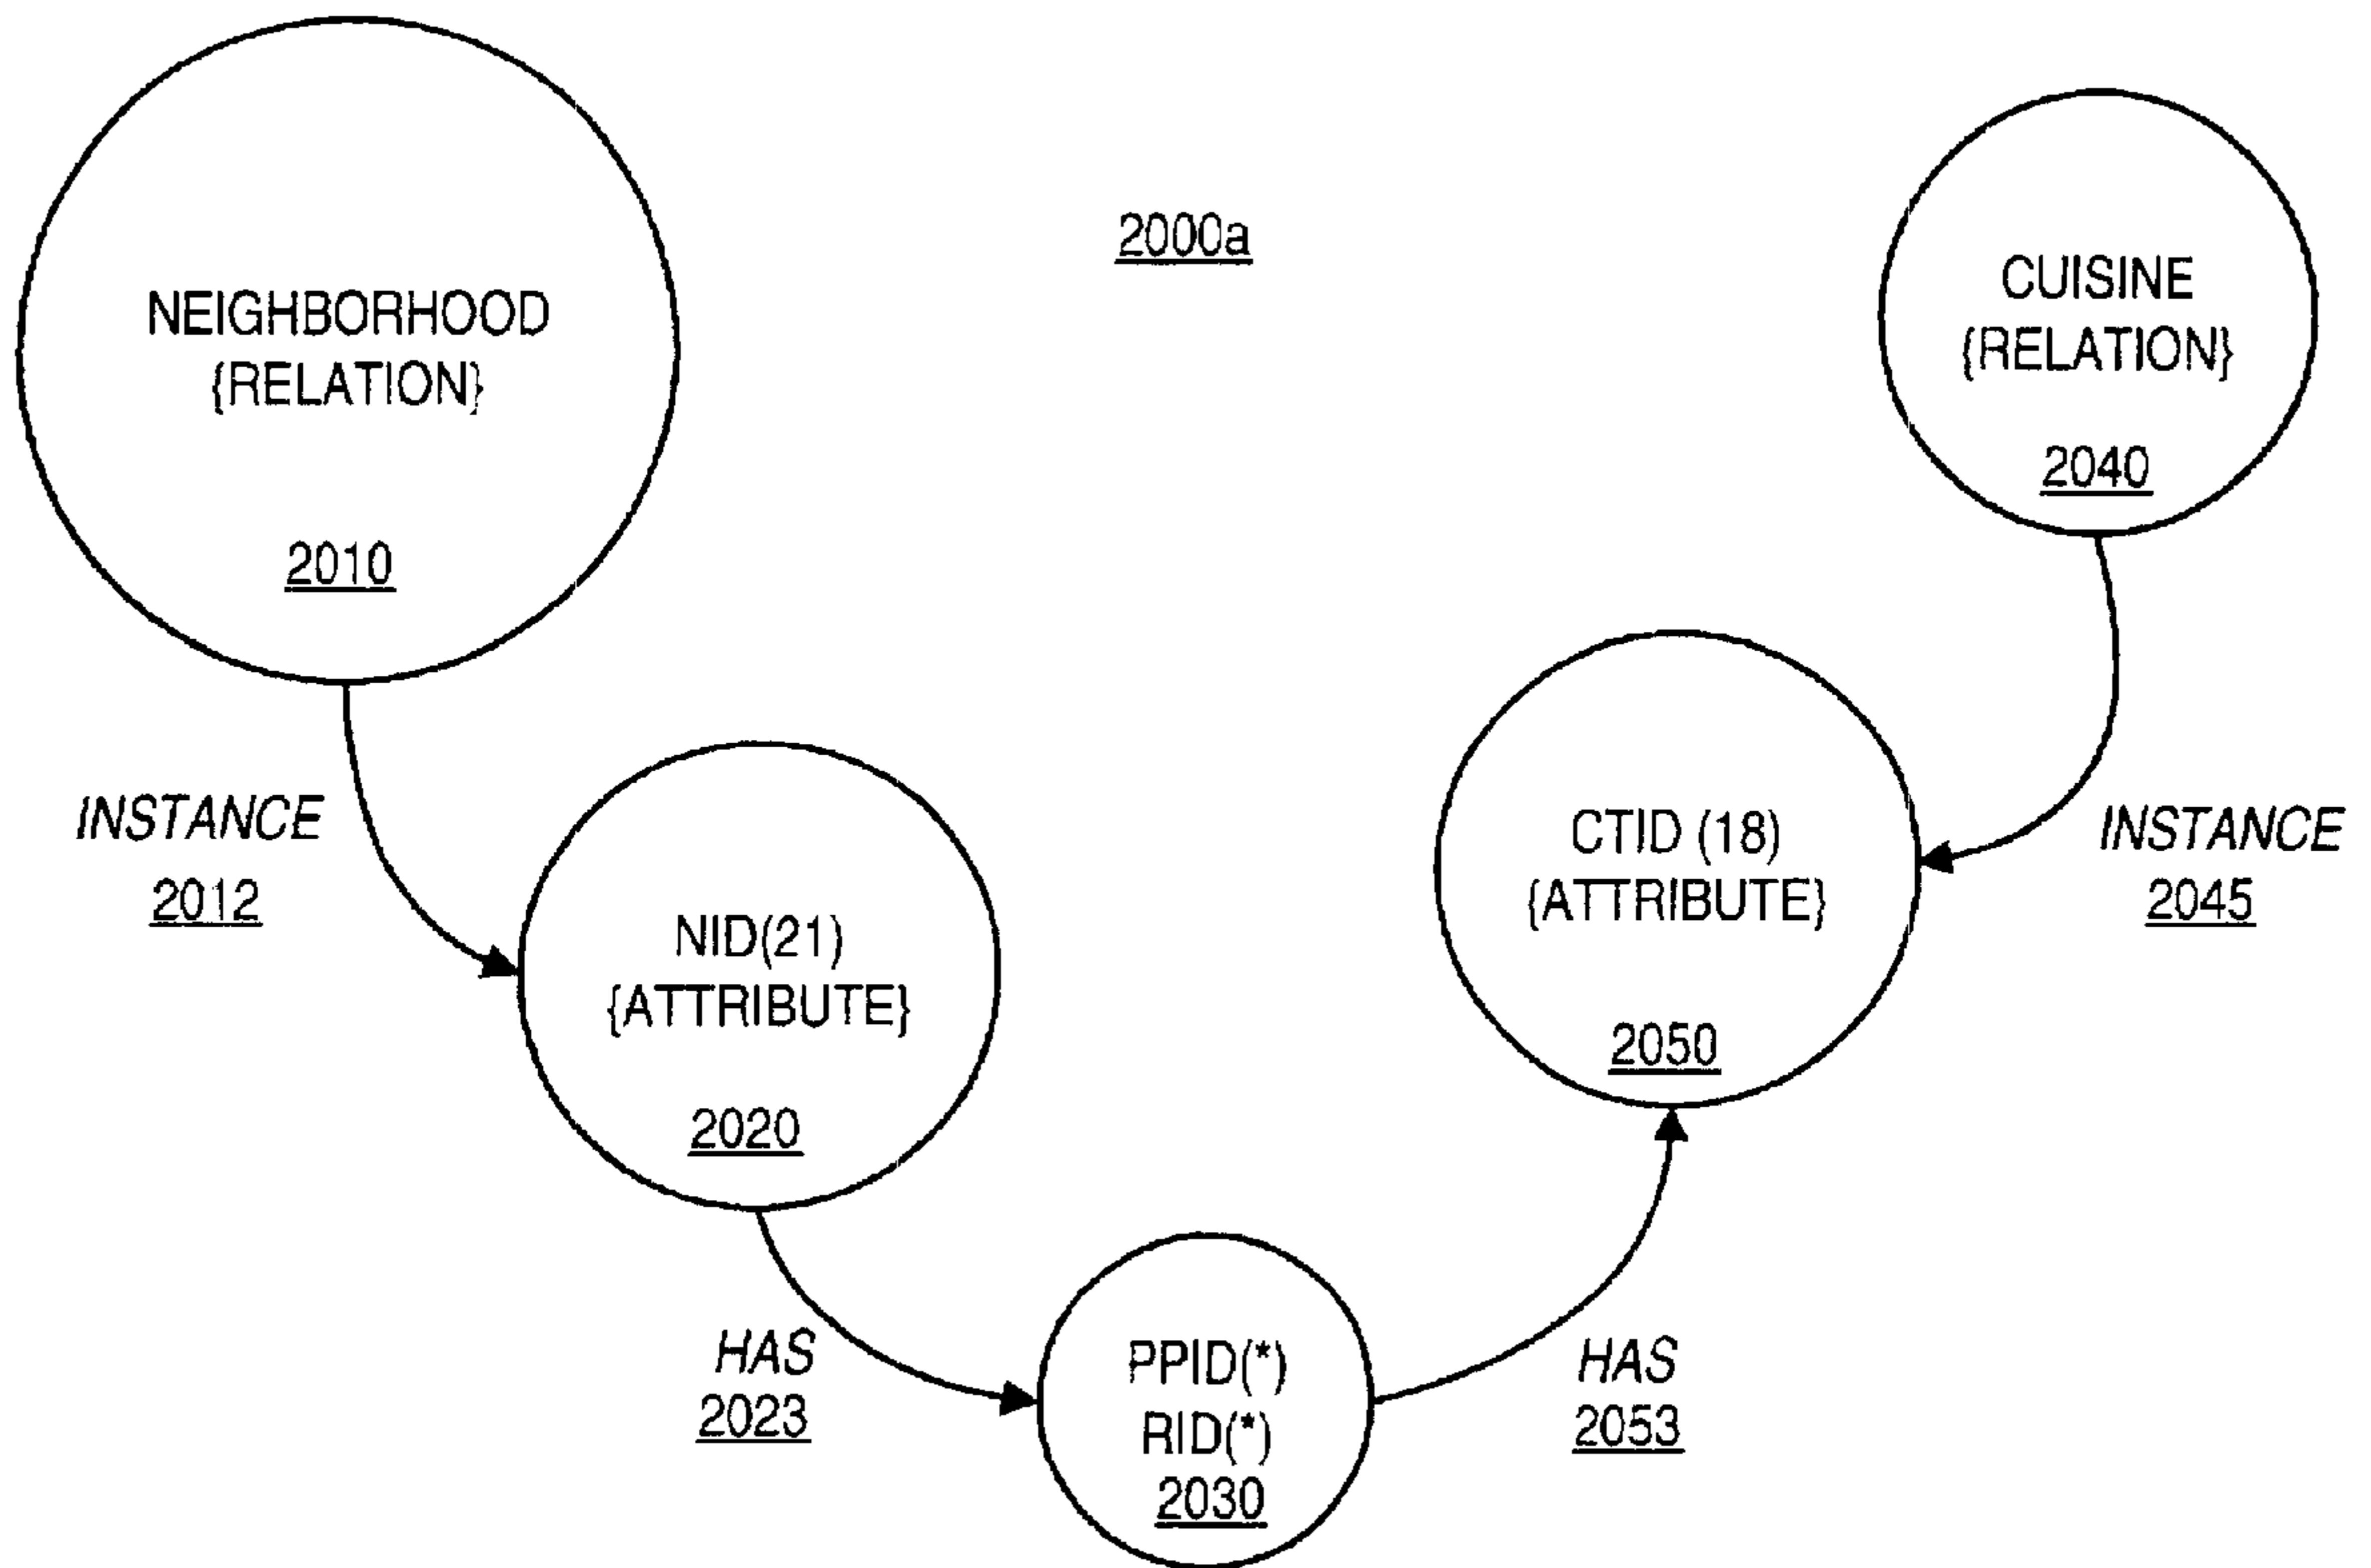 2000a
NEIGHBORHOOD
{RELATION}
2010
CUISINE
{RELATION}
2040
INSTANCE
2012
NID(21)
{ATTRIBUTE}
2020
CTID (18)
{ATTRIBUTE}
2050
INSTANCE
2045
HAS
2023
PPID(*)
RID(*)
2030
HAS
2053